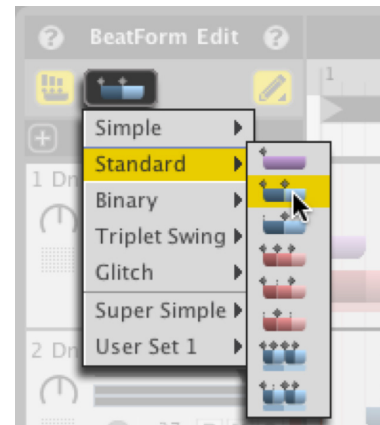 ? BeatForm Edit ?
1
Simple
Standard
1 Dr
Binary
Triplet Swing
Glitch
Super Simple
User Set 1
2 Dr